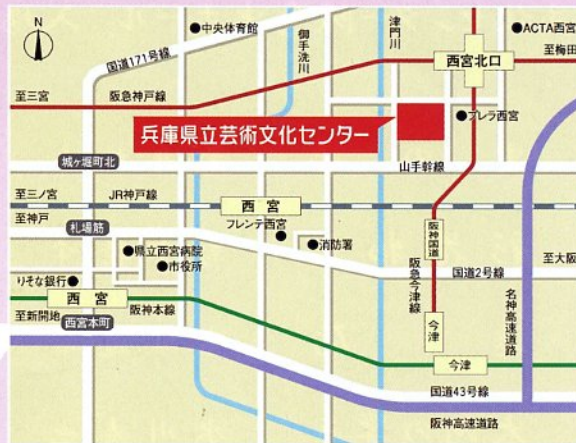 N
●中央体育館
御手洗川
津門川
●ACTA西宮
国道171号線
西宮北口
至梅田
至三宮
阪急神戸線
●プレラ西宮
兵庫県立芸術文化センター
城ヶ堀町北
山手幹線
至三ノ宮
JR神戸線
西宮
至神戸
札場筋
フレンテ西宮
●
●消防署
阪神国道
●県立西宮病院
●市役所
至大阪
りそな銀行●
国道2号線
阪急今津線
名神高速道路
西宮
阪神本線
至新開地
西宮本町
今津
今津
国道43号線
阪神高速道路